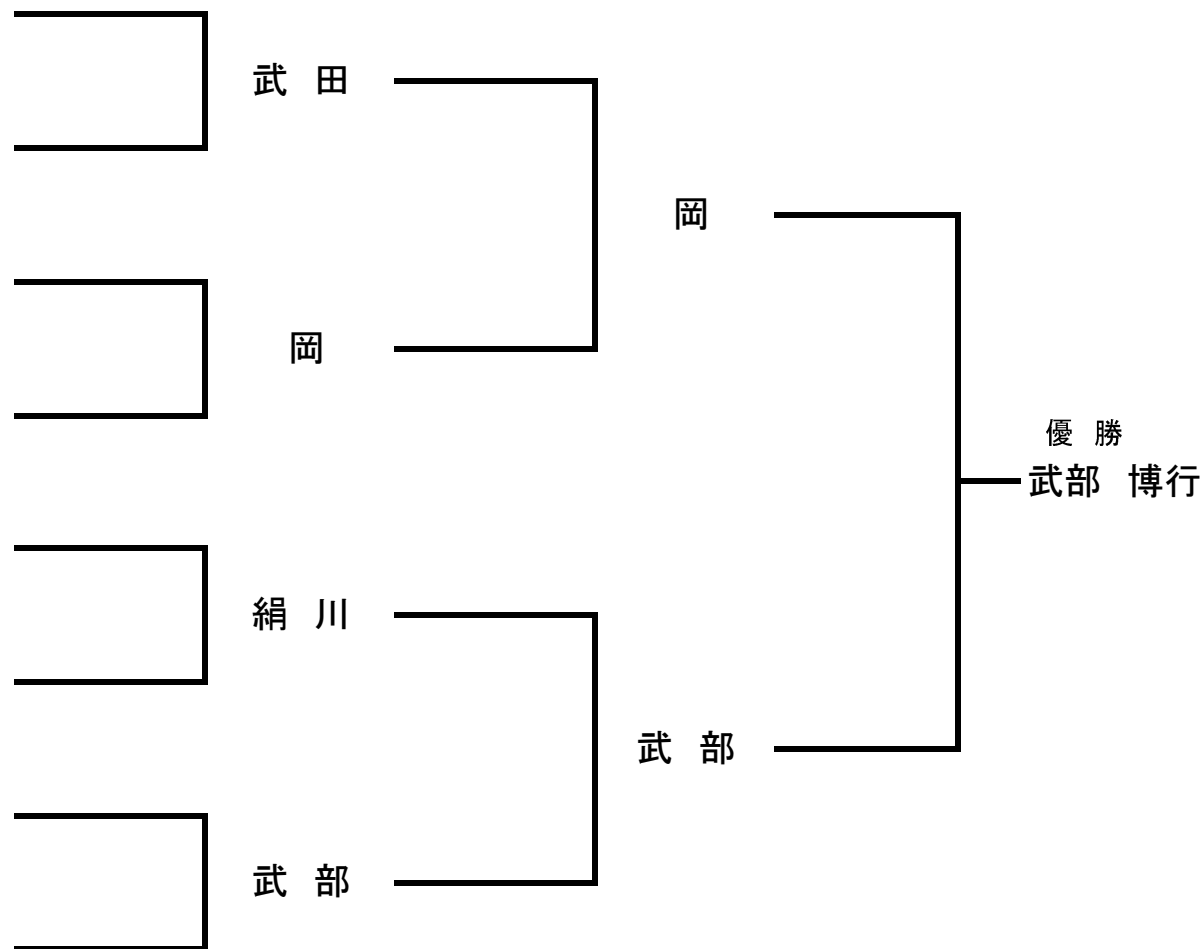 武 田
岡
岡
優 勝
武部 博行
絹 川
武 部
武 部